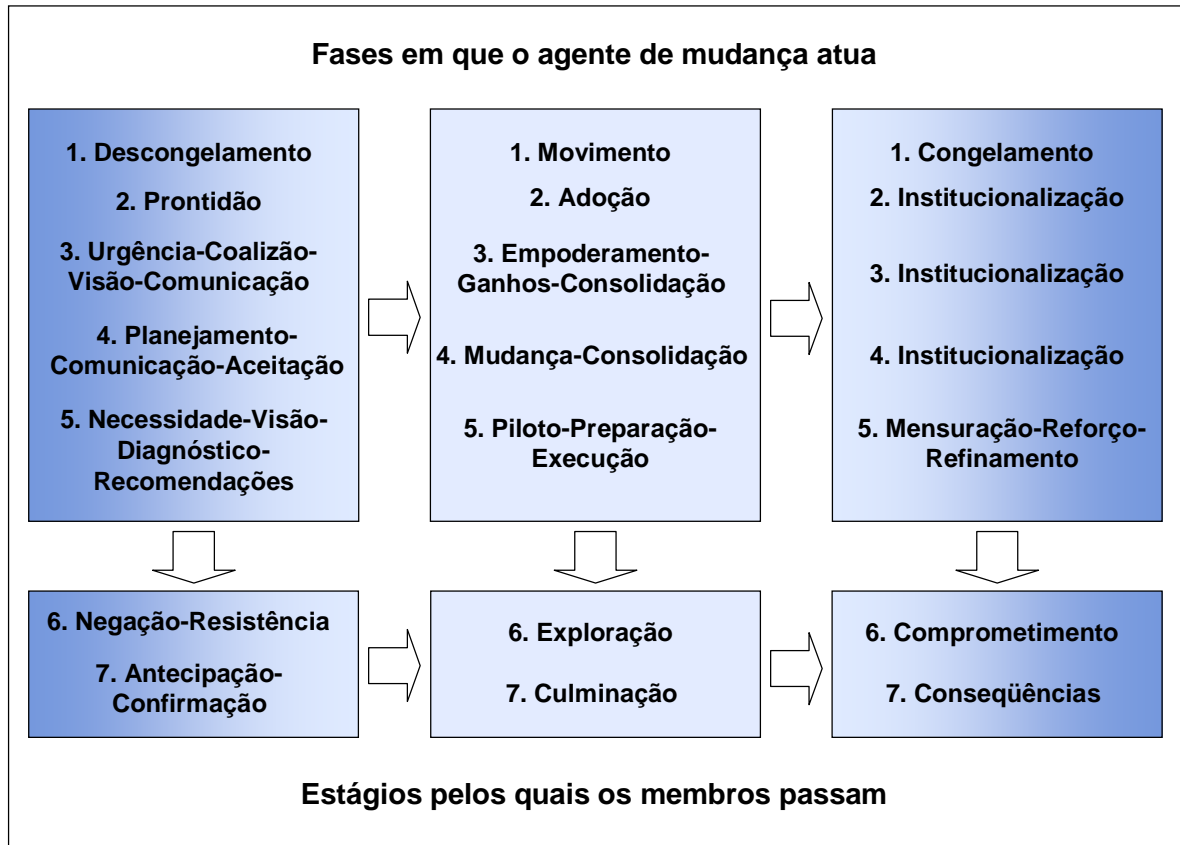 Fases em que o agente de mudança atua
1. Descongelamento
2. Prontidão
3. Urgência-Coalizão-
Visão-Comunicação
4. Planejamento-
Comunicação-Aceitação
5. Necessidade-Visão-
Diagnóstico-
Recomendações
1. Movimento
2. Adoção
3. Empoderamento-
Ganhos-Consolidação
4. Mudança-Consolidação
5. Piloto-Preparação-
Execução
1. Congelamento
2. Institucionalização
3. Institucionalização
4. Institucionalização
5. Mensuração-Reforço-
Refinamento
6. Negação-Resistência
7. Antecipação-
Confirmação
6. Exploração
7. Culminação
6. Comprometimento
7. Conseqüências
Estágios pelos quais os membros passam